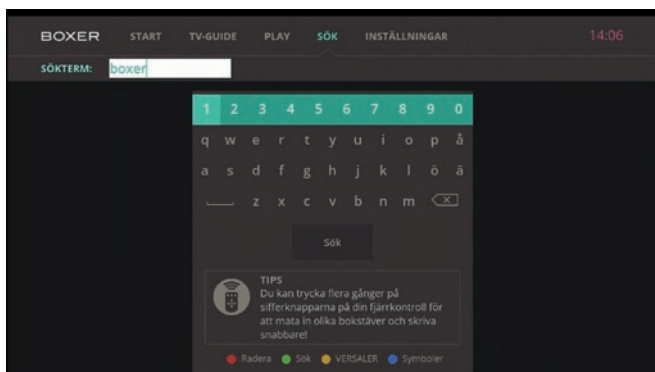 BOXER START TV-GUIDE PLAY SÖK INSTÄLLNINGAR 14:06
SÖKTERM: boxer
1 2 3 4 5 6 7 8 9 0
q w e r t y u i o p å
a s d f g h j k l ö ä
z x c v b n m
Sök
TIPS
Du kan trycka flera gånger på
sifferknapparna på din fjärrkontroll för
att mata in olika bokstäver och skriva
snabbare!
Radera Sök VERSALER Symboler